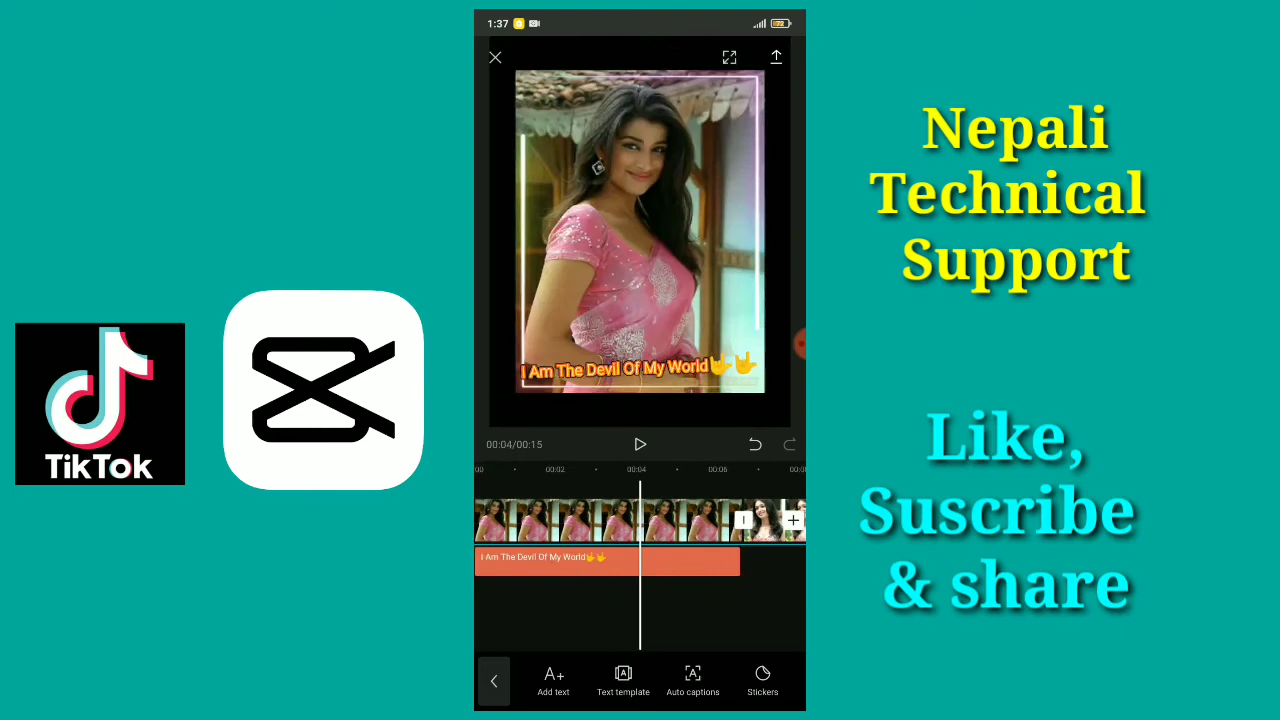 1:37
72
Nepali
Technical
Support
I Am The Devil Of My World🤟🤟
TikTok
Like,
Suscribe
& share
00:04/00:15
00:02
00:04
00:06
I Am The Devil Of My World🤟🤟
Add text
Text template
Auto captions
Stickers